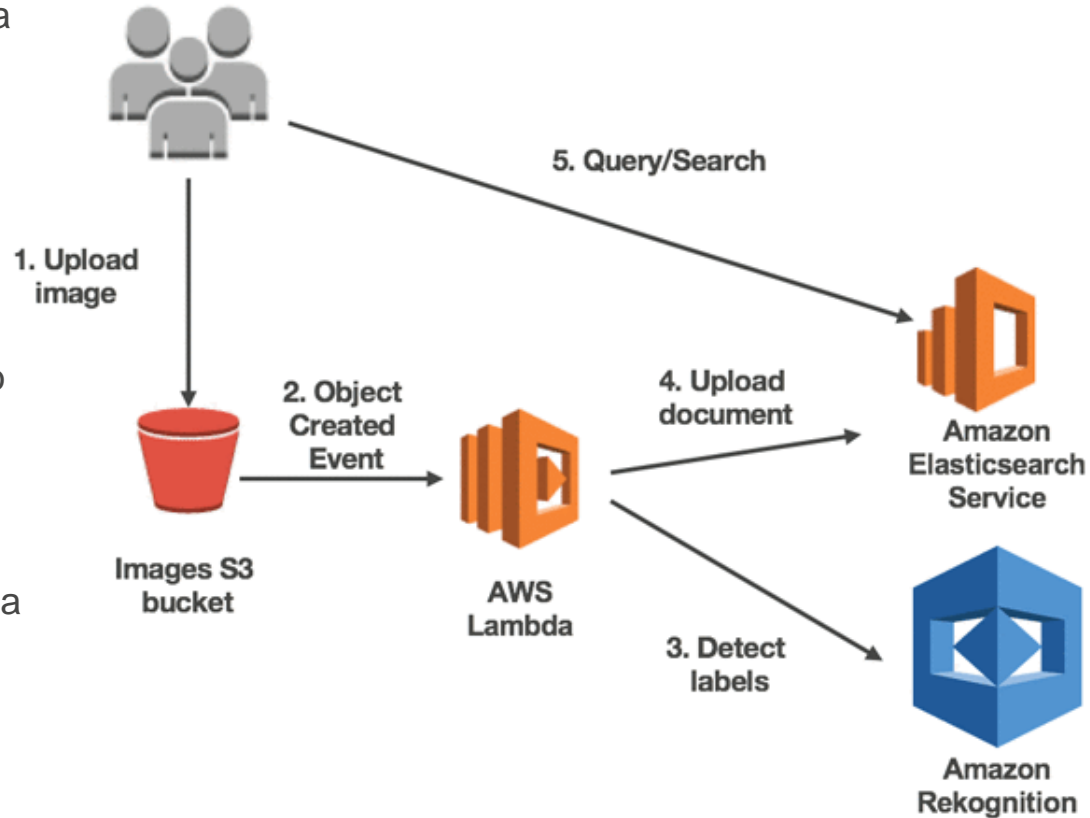 a
5. Query/Search
1. Upload
image
o
2. Object
Created
Event
4. Upload
document
Amazon
Elasticsearch
Service
Images S3
bucket
a
AWS
Lambda
3. Detect
labels
Amazon
Rekognition